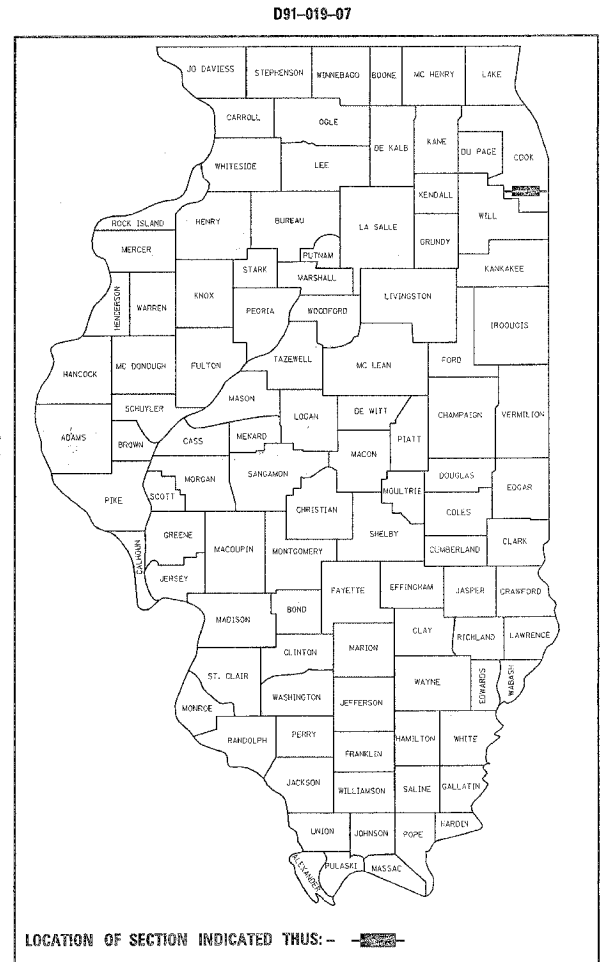 D91-019-07
JO DAVIESS STEPHENSON WINNEBAGO BOONE MC HENRY LAKE
CARROLL OGLE DE KALB KANE DU PAGE COOK
WHITESIDE LEE
KENDALL
ROCK ISLAND HENRY BUREAU LA SALLE GRUNDY WILL
MERCER PUTNAM
STARK MARSHALL KANKAKEE
HENDERSON WARREN KNOX PEORIA WOODFORD LIVINGSTON IROQUOIS
HANCOCK MC DONOUGH FULTON TAZEWELL MC LEAN FORD
MASON
SCHUYLER LOGAN DE WITT CHAMPAIGN VERMILION
ADAMS BROWN CASS MENARD MACON PIATT
PIKE SCOTT MORGAN SANGAMON MOULTRIE DOUGLAS EDGAR
CHRISTIAN COLES
CALHOUN GREENE MACOUPIN MONTGOMERY SHELBY CUMBERLAND CLARK
JERSEY FAYETTE EFFINGHAM JASPER CRAWFORD
MADISON BOND
CLINTON MARION CLAY RICHLAND LAWRENCE
ST. CLAIR WAYNE EDWARDS WABASH
MONROE WASHINGTON JEFFERSON
RANDOLPH PERRY HAMILTON WHITE
FRANKLIN
JACKSON WILLIAMSON SALINE GALLATIN
UNION JOHNSON POPE HARDIN
ALEXANDER PULASKI MASSAC
LOCATION OF SECTION INDICATED THUS: -